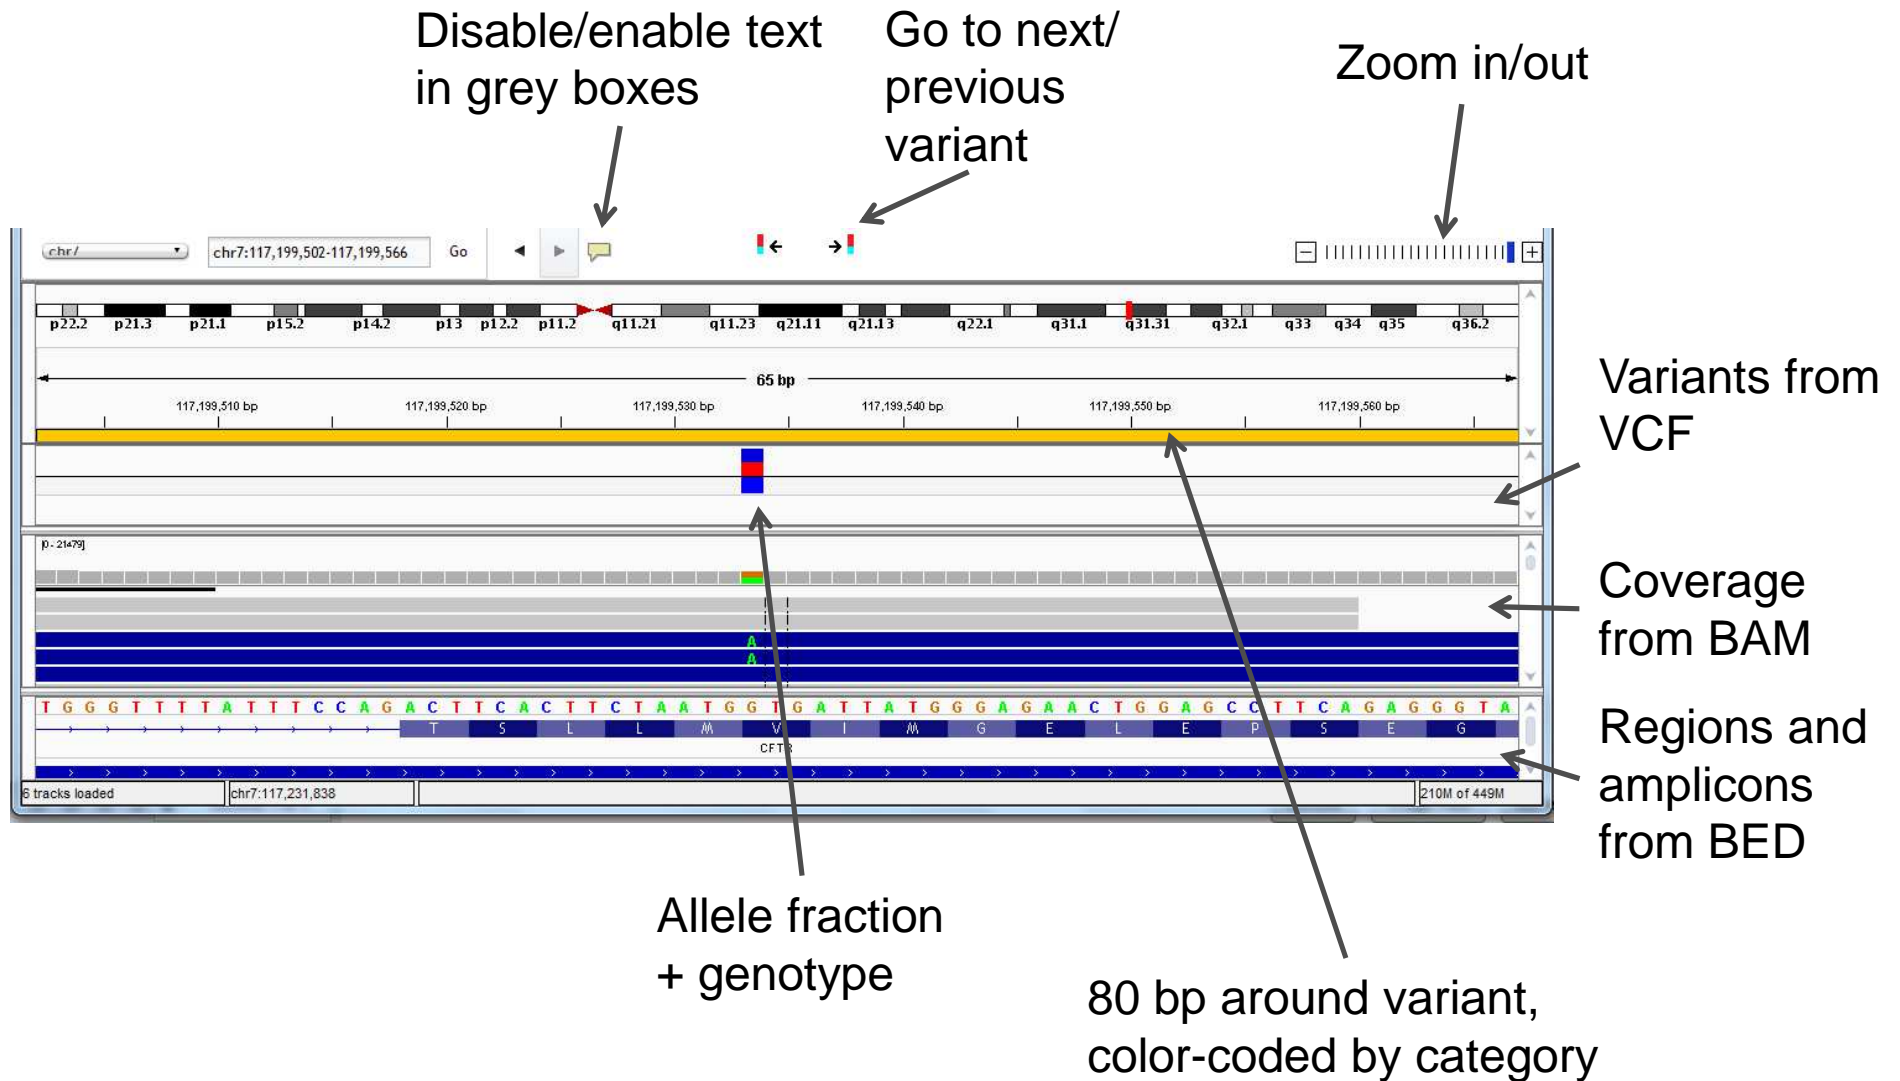 Disable/enable text
in grey boxes
Go to next/
previous
variant
Zoom in/out
chr7:117,199,502-117,199,566
Go
p22.2 p21.3 p21.1 p15.2 p14.2 p13 p12.2 p11.2 q11.21 q11.23 q21.11 q21.13 q22.1 q31.1 q31.31 q32.1 q33 q34 q35 q36.2
65 bp
117,199,510 bp 117,199,520 bp 117,199,530 bp 117,199,540 bp 117,199,550 bp 117,199,560 bp
Variants from
VCF
[0 - 21479]
A
A
Coverage
from BAM
T G G G T T T T A T T T C C A G A C T T C A C T T C T A A T G G T G A T T A T G G G A G A A C T G G A G C C T T C A G A G G G T A
T S L L M V I M G E L E P S E G
CFTR
Regions and
amplicons
from BED
6 tracks loaded
chr7:117,231,838
210M of 449M
Allele fraction
+ genotype
80 bp around variant,
color-coded by category